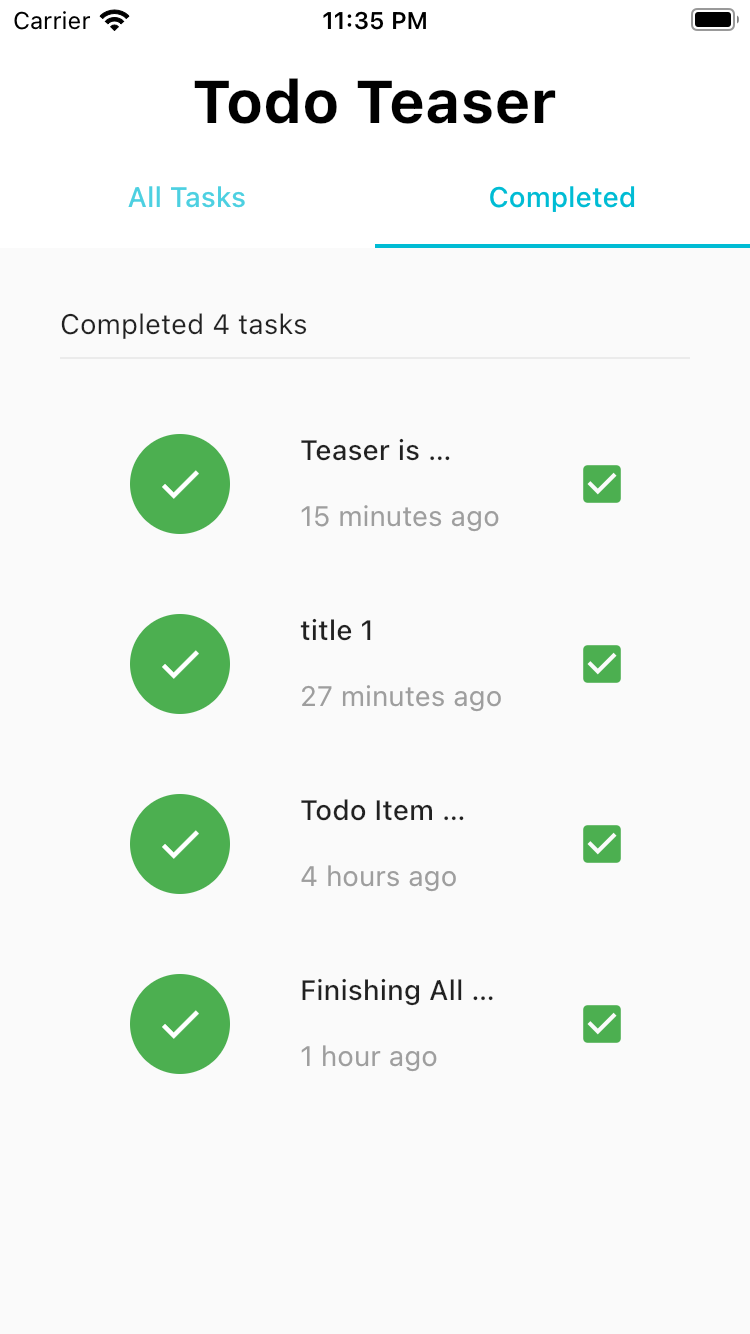 Carrier 11:35 PM
Todo Teaser
All Tasks Completed
Completed 4 tasks
Teaser is ...
15 minutes ago
title 1
27 minutes ago
Todo Item ...
4 hours ago
Finishing All ...
1 hour ago